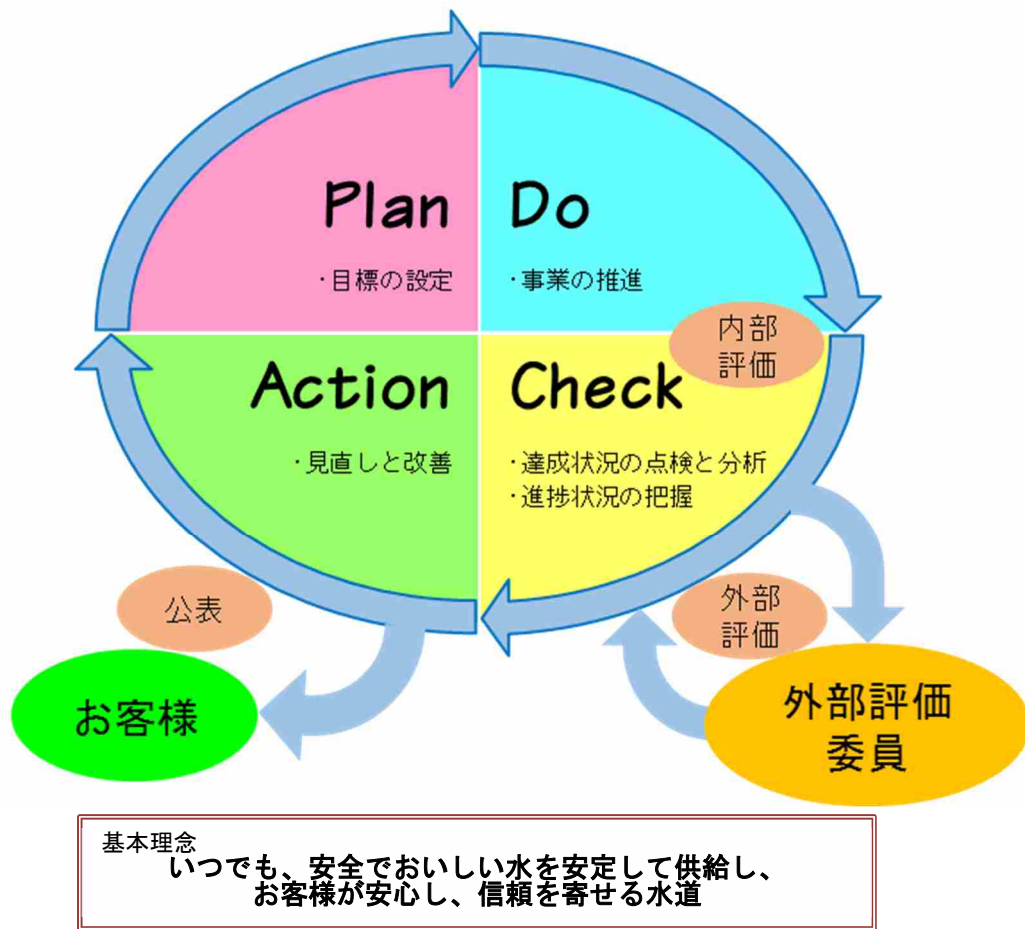 Plan
・目標の設定
Do
・事業の推進
内部
評価
Action
・見直しと改善
Check
・達成状況の点検と分析
・進捗状況の把握
公表
お客様
外部
評価
外部評価
委員
基本理念
いつでも、安全でおいしい水を安定して供給し、
お客様が安心し、信頼を寄せる水道